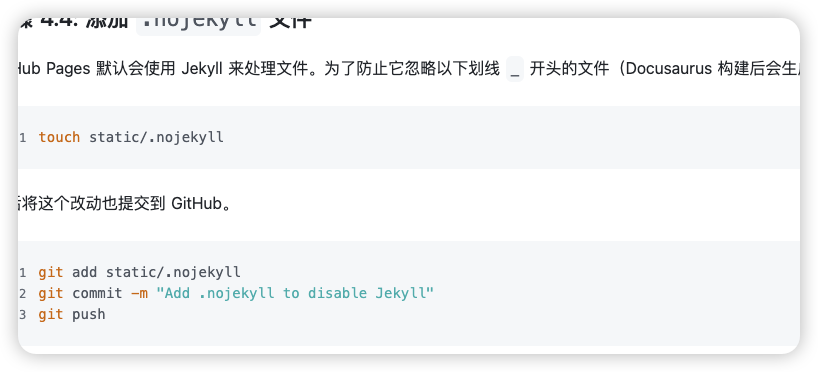 4.4. 添加 .nojekyll 文件
Hub Pages 默认会使用 Jekyll 来处理文件。为了防止它忽略以下划线 _ 开头的文件（Docusaurus 构建后会生
1 touch static/.nojekyll
将这个改动也提交到 GitHub。
1 git add static/.nojekyll
2 git commit -m "Add .nojekyll to disable Jekyll"
3 git push